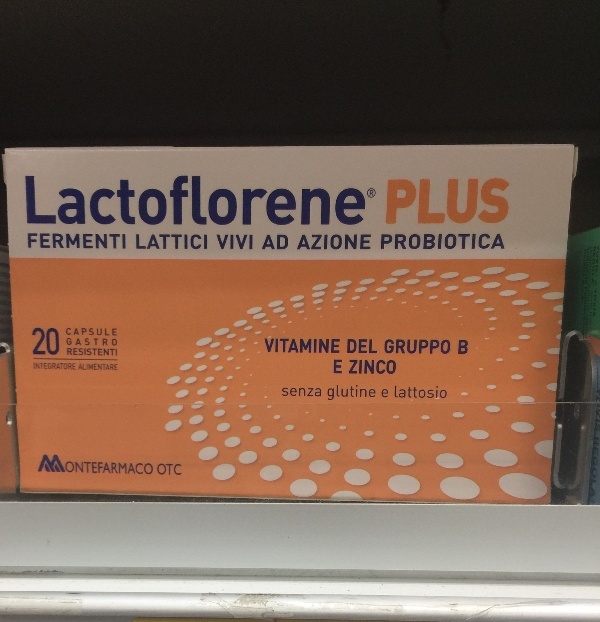 Lactoflorene® PLUS
FERMENTI LATTICI VIVI AD AZIONE PROBIOTICA
20 CAPSULE
GASTRO
RESISTENTI
INTEGRATORE ALIMENTARE
VITAMINE DEL GRUPPO B
E ZINCO
senza glutine e lattosio
MONTEFARMACO OTC